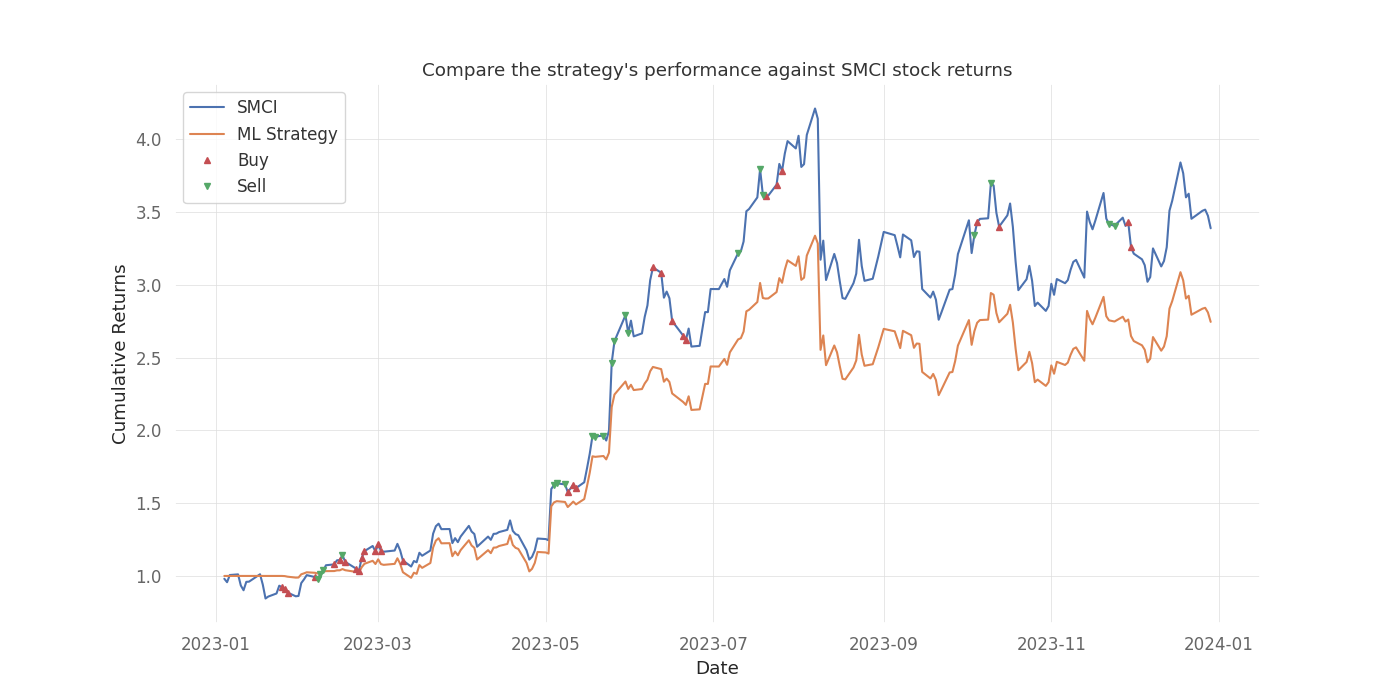 Compare the strategy's performance against SMCI stock returns
SMCI
ML Strategy
Buy
Sell
Cumulative Returns
4.0
3.5
3.0
2.5
2.0
1.5
1.0
2023-01 2023-03 2023-05 2023-07 2023-09 2023-11 2024-01
Date